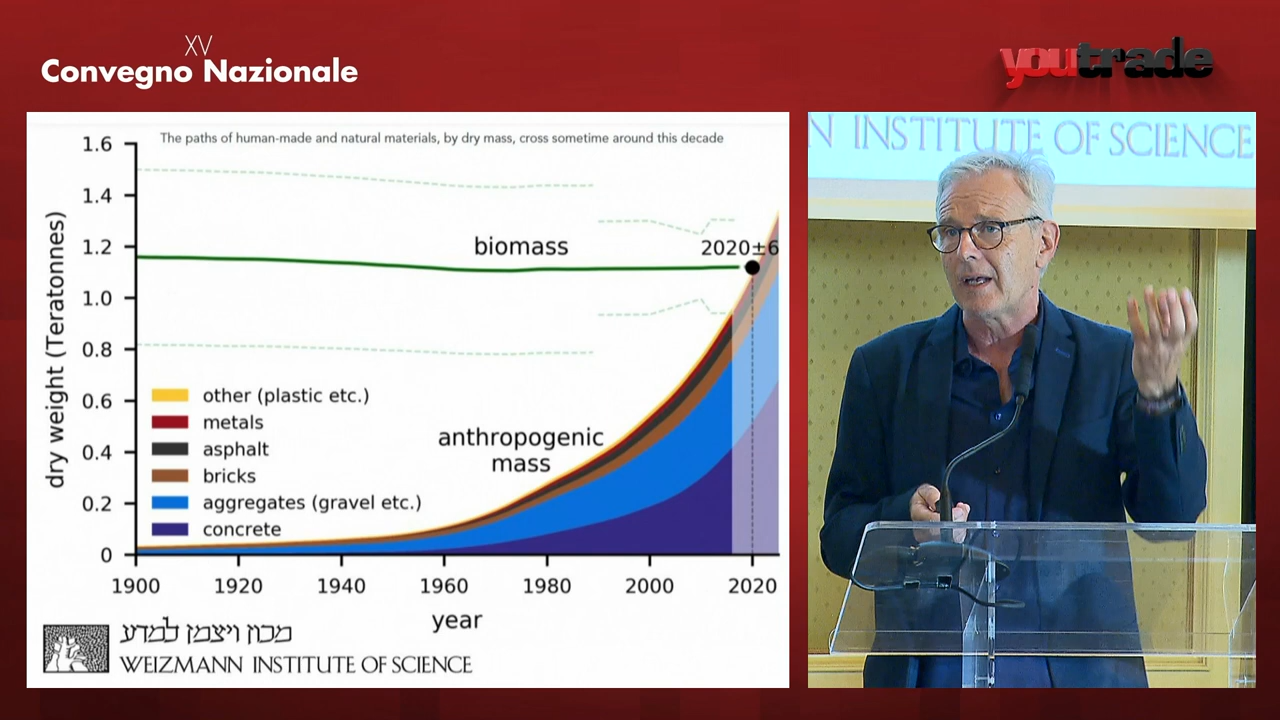 XV
Convegno Nazionale
youtrade
The paths of human-made and natural materials, by dry mass, cross sometime around this decade
1.6
1.4
1.2
1.0
0.8
0.6
0.4
0.2
0
dry weight (Teratonnes)
biomass
2020±6
other (plastic etc.)
metals
asphalt
bricks
aggregates (gravel etc.)
concrete
anthropogenic
mass
1900 1920 1940 1960 1980 2000 2020
year
מכון ויצמן למדע
WEIZMANN INSTITUTE OF SCIENCE
N INSTITUTE OF SCIENCE